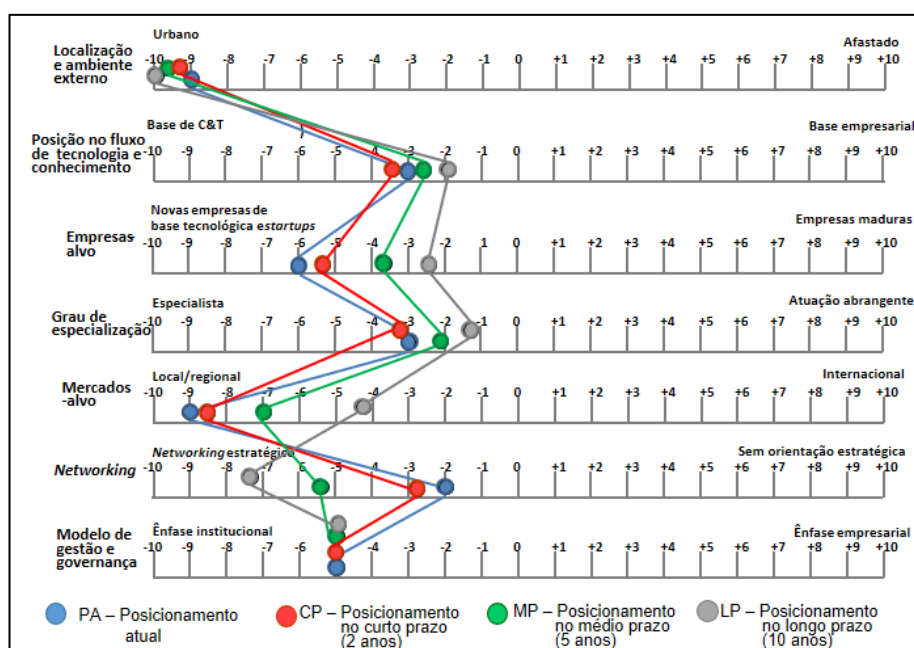 Urbano
Localização
e ambiente
externo
Afastado
-10 -9 -8 -7 -6 -5 -4 -3 -2 -1 0 +1 +2 +3 +4 +5 +6 +7 +8 +9 +10
Base de C&T
Base empresarial
Posição no fluxo
de tecnologia e
conhecimento
-10 -9 -8 -7 -6 -5 -4 -3 -2 -1 0 +1 +2 +3 +4 +5 +6 +7 +8 +9 +10
Novas empresas de
base tecnológica e startups
Empresas maduras
Empresas-
alvo
-10 -9 -8 -7 -6 -5 -4 -3 -2 -1 0 +1 +2 +3 +4 +5 +6 +7 +8 +9 +10
Especialista
Atuação abrangente
Grau de
especialização
-10 -9 -8 -7 -6 -5 -4 -3 -2 -1 0 +1 +2 +3 +4 +5 +6 +7 +8 +9 +10
Local/regional
Internacional
Mercados
-alvo
-10 -9 -8 -7 -6 -5 -4 -3 -2 -1 0 +1 +2 +3 +4 +5 +6 +7 +8 +9 +10
Networking estratégico
Sem orientação estratégica
Networking
-10 -9 -8 -7 -6 -5 -4 -3 -2 -1 0 +1 +2 +3 +4 +5 +6 +7 +8 +9 +10
Ênfase institucional
Ênfase empresarial
Modelo de
gestão e
governança
-10 -9 -8 -7 -6 -5 -4 -3 -2 -1 0 +1 +2 +3 +4 +5 +6 +7 +8 +9 +10
PA – Posicionamento
atual
CP – Posicionamento
no curto prazo
(2 anos)
MP – Posicionamento
no médio prazo
(5 anos)
LP – Posicionamento
no longo prazo
(10 anos)